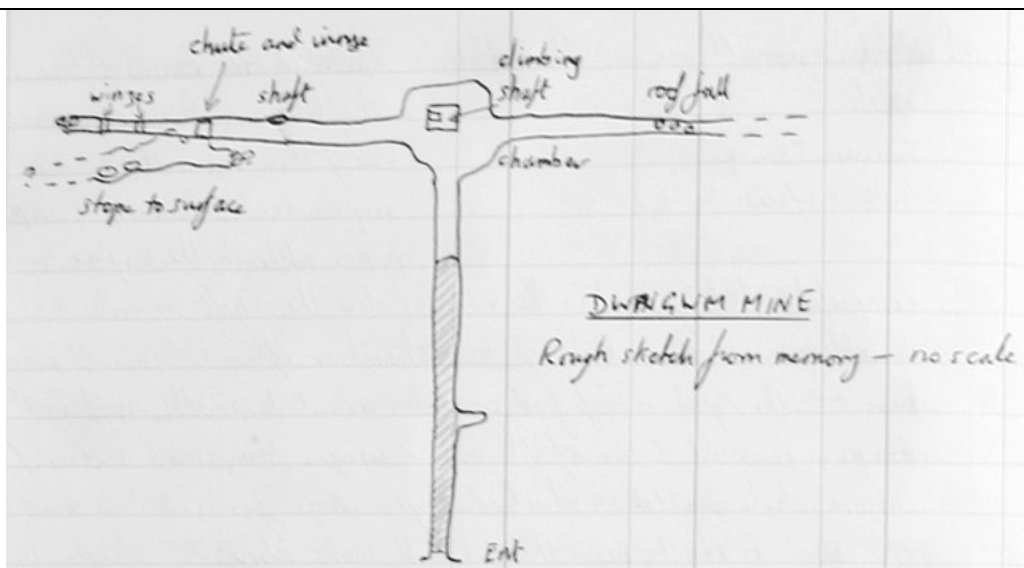 chute and winze
climbing
shaft
winzes
shaft
roof fall
chamber
stope to surface
DWNGWM MINE
Rough sketch from memory – no scale
Ent